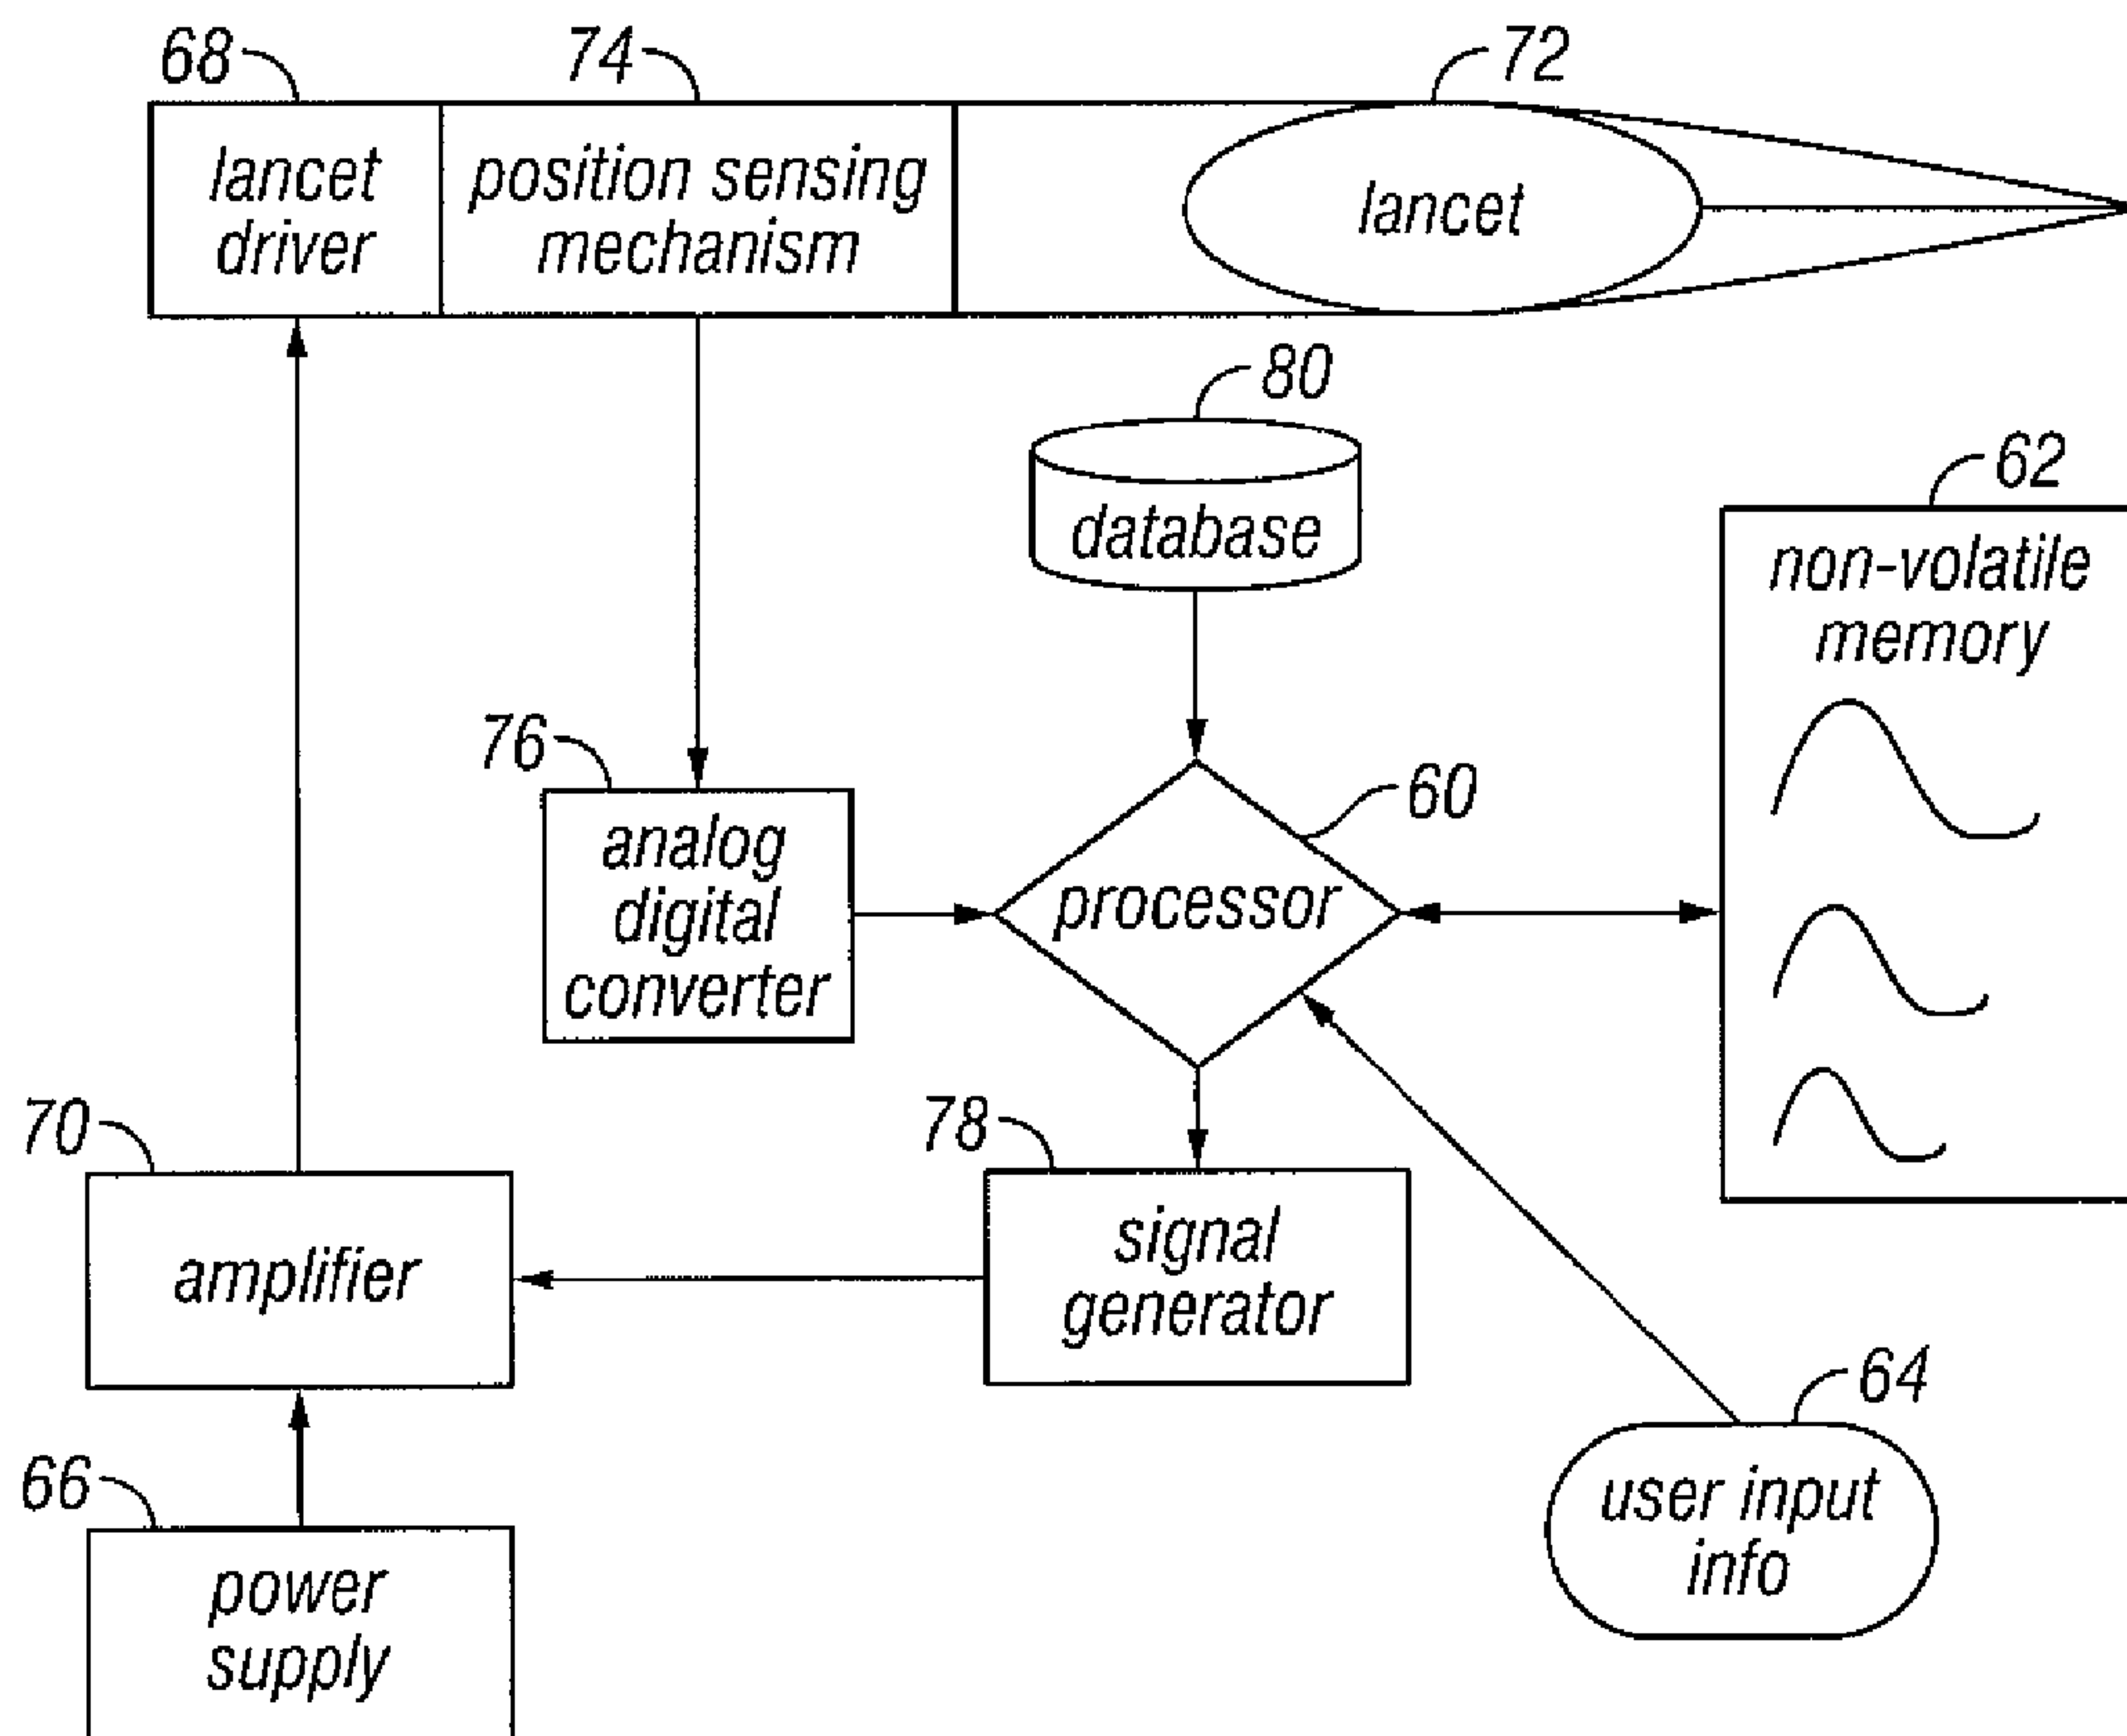 68
74
72
lancet
driver
position sensing
mechanism
lancet
80
database
62
non-volatile
memory
76
analog
digital
converter
60
processor
70
amplifier
78
signal
generator
64
user input
info
66
power
supply